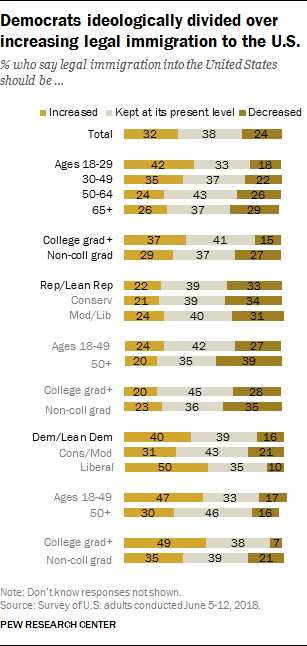 Democrats ideologically divided over
increasing legal immigration to the U.S.
% who say legal immigration into the United States
should be ...
Increased Kept at its present level Decreased
Total 32 38 24
Ages 18-29 42 33 18
30-49 35 37 22
50-64 24 43 26
65+ 26 37 29
College grad+ 37 41 15
Non-coll grad 29 37 27
Rep/Lean Rep 22 39 33
Conserv 21 39 34
Mod/Lib 24 40 31
Ages 18-49 24 42 27
50+ 20 35 39
College grad+ 20 45 28
Non-coll grad 23 36 35
Dem/Lean Dem 40 39 16
Cons/Mod 31 43 21
Liberal 50 35 10
Ages 18-49 47 33 17
50+ 30 46 16
College grad+ 49 38 7
Non-coll grad 35 39 21
Note: Don't know responses not shown.
Source: Survey of U.S. adults conducted June 5-12, 2018.
PEW RESEARCH CENTER